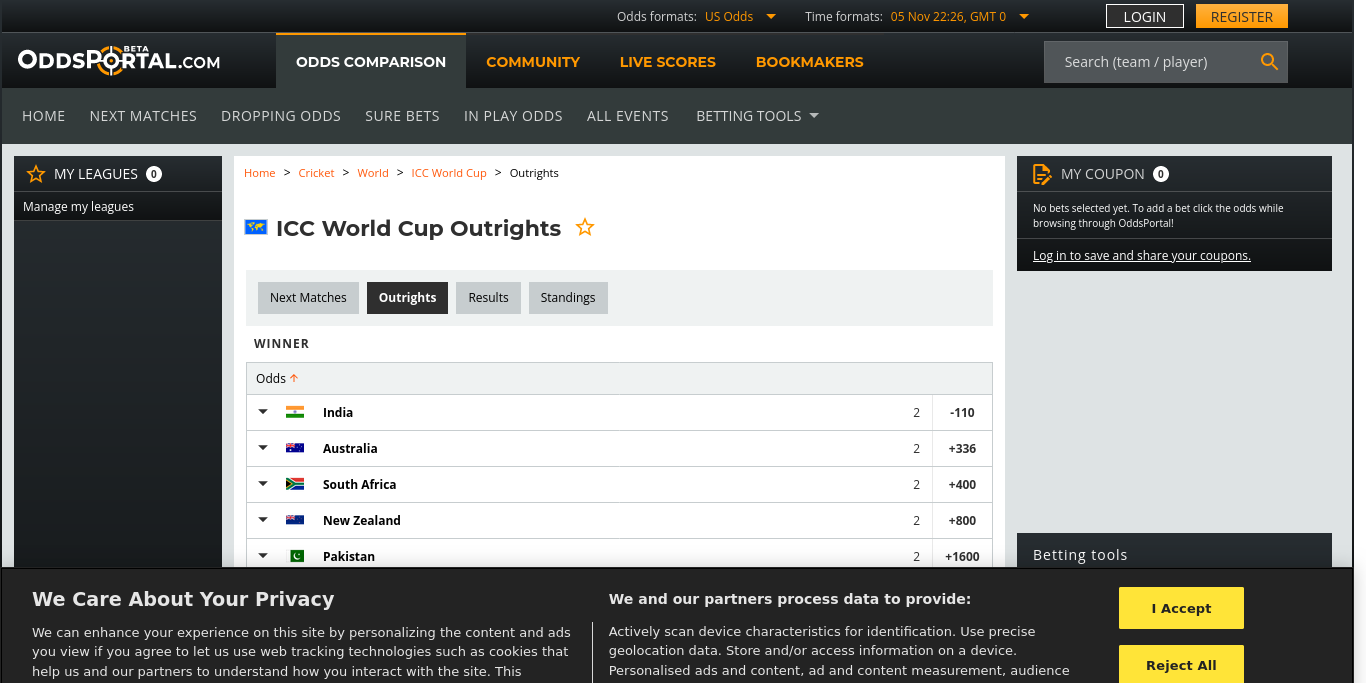 Odds formats: US Odds Time formats: 05 Nov 22:26, GMT 0 LOGIN REGISTER
ODDSPORTAL.COM BETA ODDS COMPARISON COMMUNITY LIVE SCORES BOOKMAKERS Search (team / player)
HOME NEXT MATCHES DROPPING ODDS SURE BETS IN PLAY ODDS ALL EVENTS BETTING TOOLS
MY LEAGUES 0
Manage my leagues
Home > Cricket > World > ICC World Cup > Outrights
ICC World Cup Outrights
Next Matches Outrights Results Standings
WINNER
Odds
India 2 -110
Australia 2 +336
South Africa 2 +400
New Zealand 2 +800
Pakistan 2 +1600
MY COUPON 0
No bets selected yet. To add a bet click the odds while
browsing through OddsPortal!
Log in to save and share your coupons.
Betting tools
We Care About Your Privacy
We can enhance your experience on this site by personalizing the content and ads
you view if you agree to let us use web tracking technologies such as cookies that
help us and our partners to understand how you interact with the site. This
We and our partners process data to provide:
Actively scan device characteristics for identification. Use precise
geolocation data. Store and/or access information on a device.
Personalised ads and content, ad and content measurement, audience
I Accept
Reject All